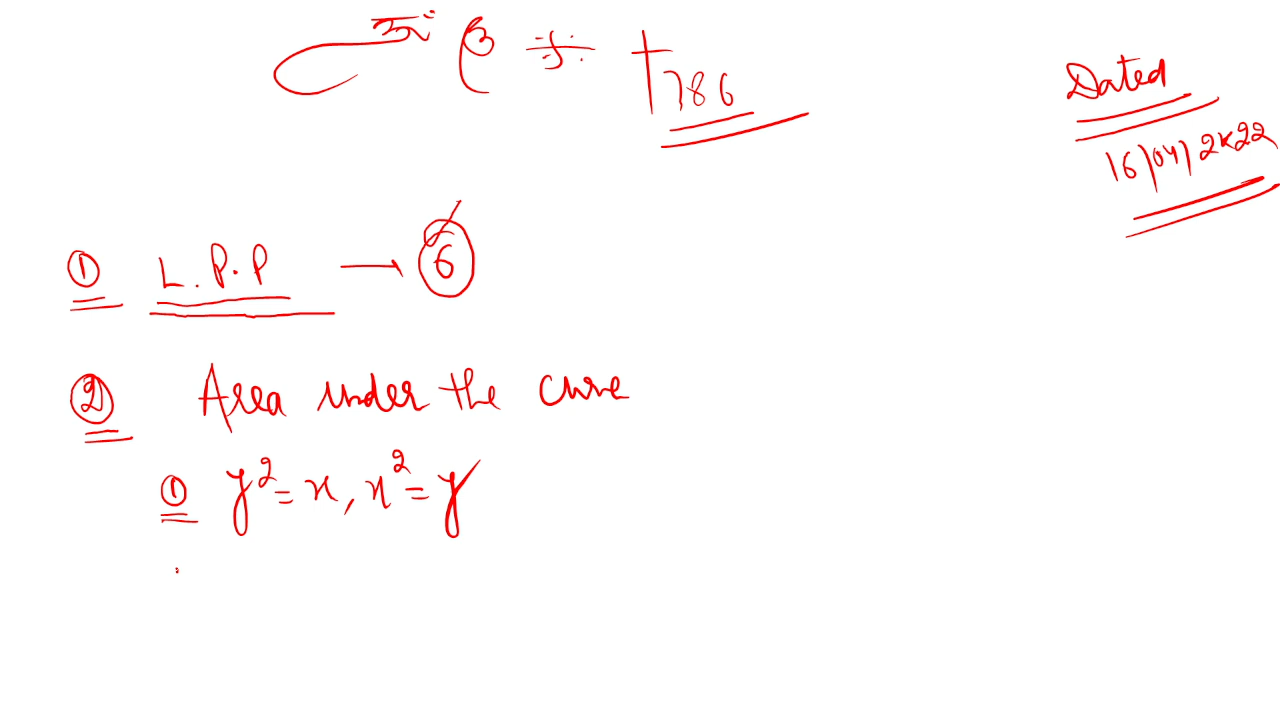 786
Dated
16/04/2k22
① L.P.P → ⑥
② Area under the curve
① y² = x, x² = y